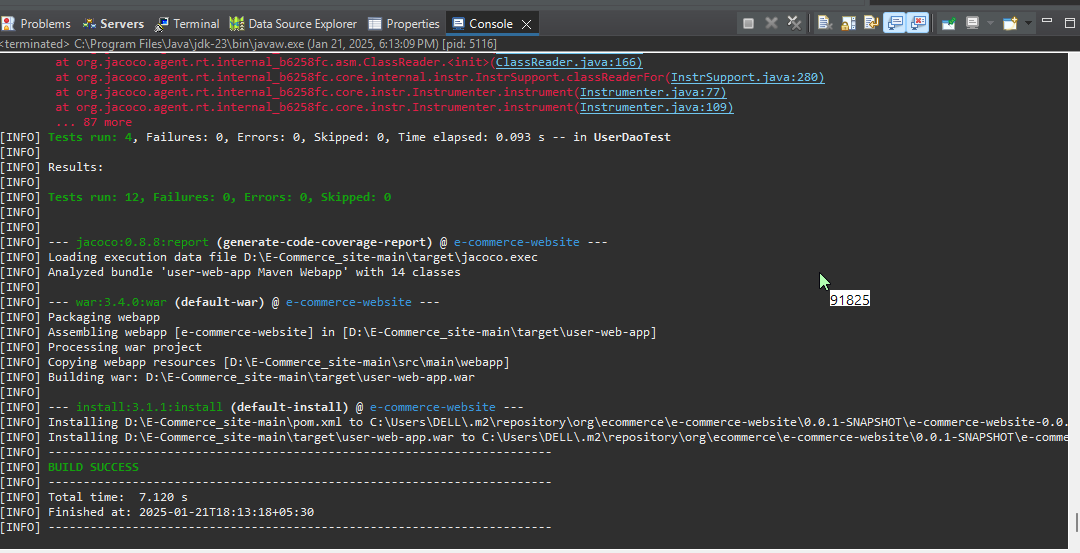 Problems Servers Terminal Data Source Explorer Properties Console
<terminated> C:\Program Files\Java\jdk-23\bin\javaw.exe (Jan 21, 2025, 6:13:09 PM) [pid: 5116]
at org.jacoco.agent.rt.internal_b6258fc.asm.ClassReader.<init>(ClassReader.java:166)
at org.jacoco.agent.rt.internal_b6258fc.core.internal.instr.InstrSupport.classReaderFor(InstrSupport.java:280)
at org.jacoco.agent.rt.internal_b6258fc.core.instr.Instrumenter.instrument(Instrumenter.java:77)
at org.jacoco.agent.rt.internal_b6258fc.core.instr.Instrumenter.instrument(Instrumenter.java:109)
... 87 more
[INFO] Tests run: 4, Failures: 0, Errors: 0, Skipped: 0, Time elapsed: 0.093 s -- in UserDaoTest
[INFO]
[INFO] Results:
[INFO]
[INFO] Tests run: 12, Failures: 0, Errors: 0, Skipped: 0
[INFO]
[INFO]
[INFO] --- jacoco:0.8.8:report (generate-code-coverage-report) @ e-commerce-website ---
[INFO] Loading execution data file D:\E-Commerce_site-main\target\jacoco.exec
[INFO] Analyzed bundle 'user-web-app Maven Webapp' with 14 classes
[INFO]
[INFO] --- war:3.4.0:war (default-war) @ e-commerce-website ---
91825
[INFO] Packaging webapp
[INFO] Assembling webapp [e-commerce-website] in [D:\E-Commerce_site-main\target\user-web-app]
[INFO] Processing war project
[INFO] Copying webapp resources [D:\E-Commerce_site-main\src\main\webapp]
[INFO] Building war: D:\E-Commerce_site-main\target\user-web-app.war
[INFO]
[INFO] --- install:3.1.1:install (default-install) @ e-commerce-website ---
[INFO] Installing D:\E-Commerce_site-main\pom.xml to C:\Users\DELL\.m2\repository\org\ecommerce\e-commerce-website\0.0.1-SNAPSHOT\e-commerce-website-0.0.
[INFO] Installing D:\E-Commerce_site-main\target\user-web-app.war to C:\Users\DELL\.m2\repository\org\ecommerce\e-commerce-website\0.0.1-SNAPSHOT\e-comme
[INFO] ------------------------------------------------------------------------
[INFO] BUILD SUCCESS
[INFO] ------------------------------------------------------------------------
[INFO] Total time:  7.120 s
[INFO] Finished at: 2025-01-21T18:13:18+05:30
[INFO] ------------------------------------------------------------------------